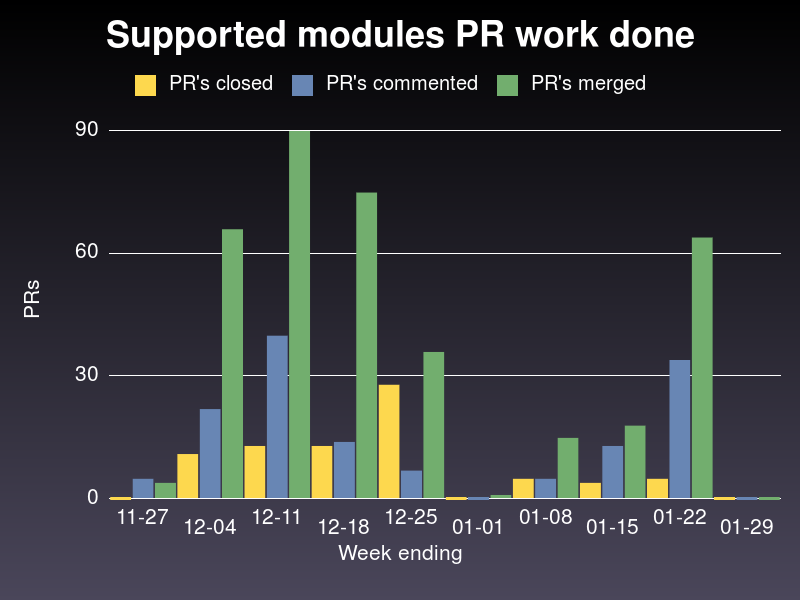 Supported modules PR work done
PR's closed PR's commented PR's merged
90
60
30
0
PRs
11-27 12-04 12-11 12-18 12-25 01-01 01-08 01-15 01-22 01-29
Week ending